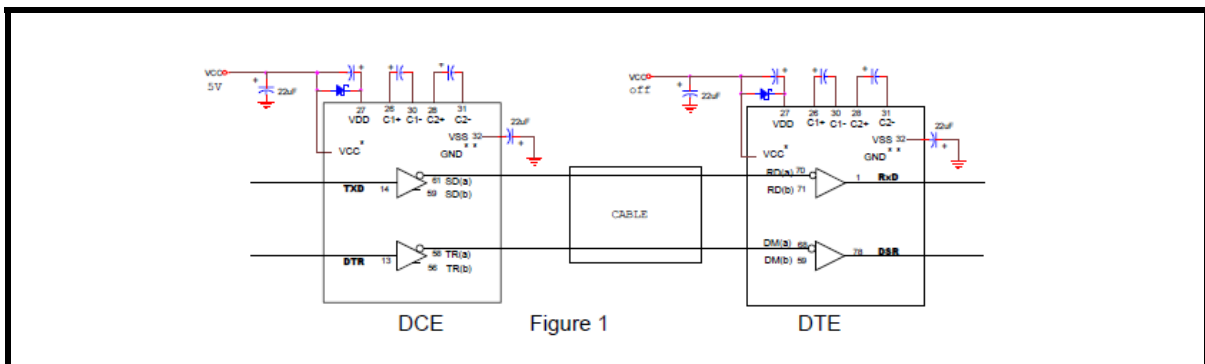 VCC
5V
22uF
27
VDD
26
C1+
30
C1-
28
C2+
31
C2-
VSS 32
22uF
VCC*
GND**
TXD
14
61 SD(a)
59 SD(b)
DTR
13
58 TR(a)
56 TR(b)
CABLE
VCC
off
22uF
27
VDD
26
C1+
30
C1-
28
C2+
31
C2-
VSS 32
22uF
VCC*
GND**
RD(a) 70
RD(b) 71
1
RxD
DM(a) 68
DM(b) 59
78
DSR
DCE
Figure 1
DTE